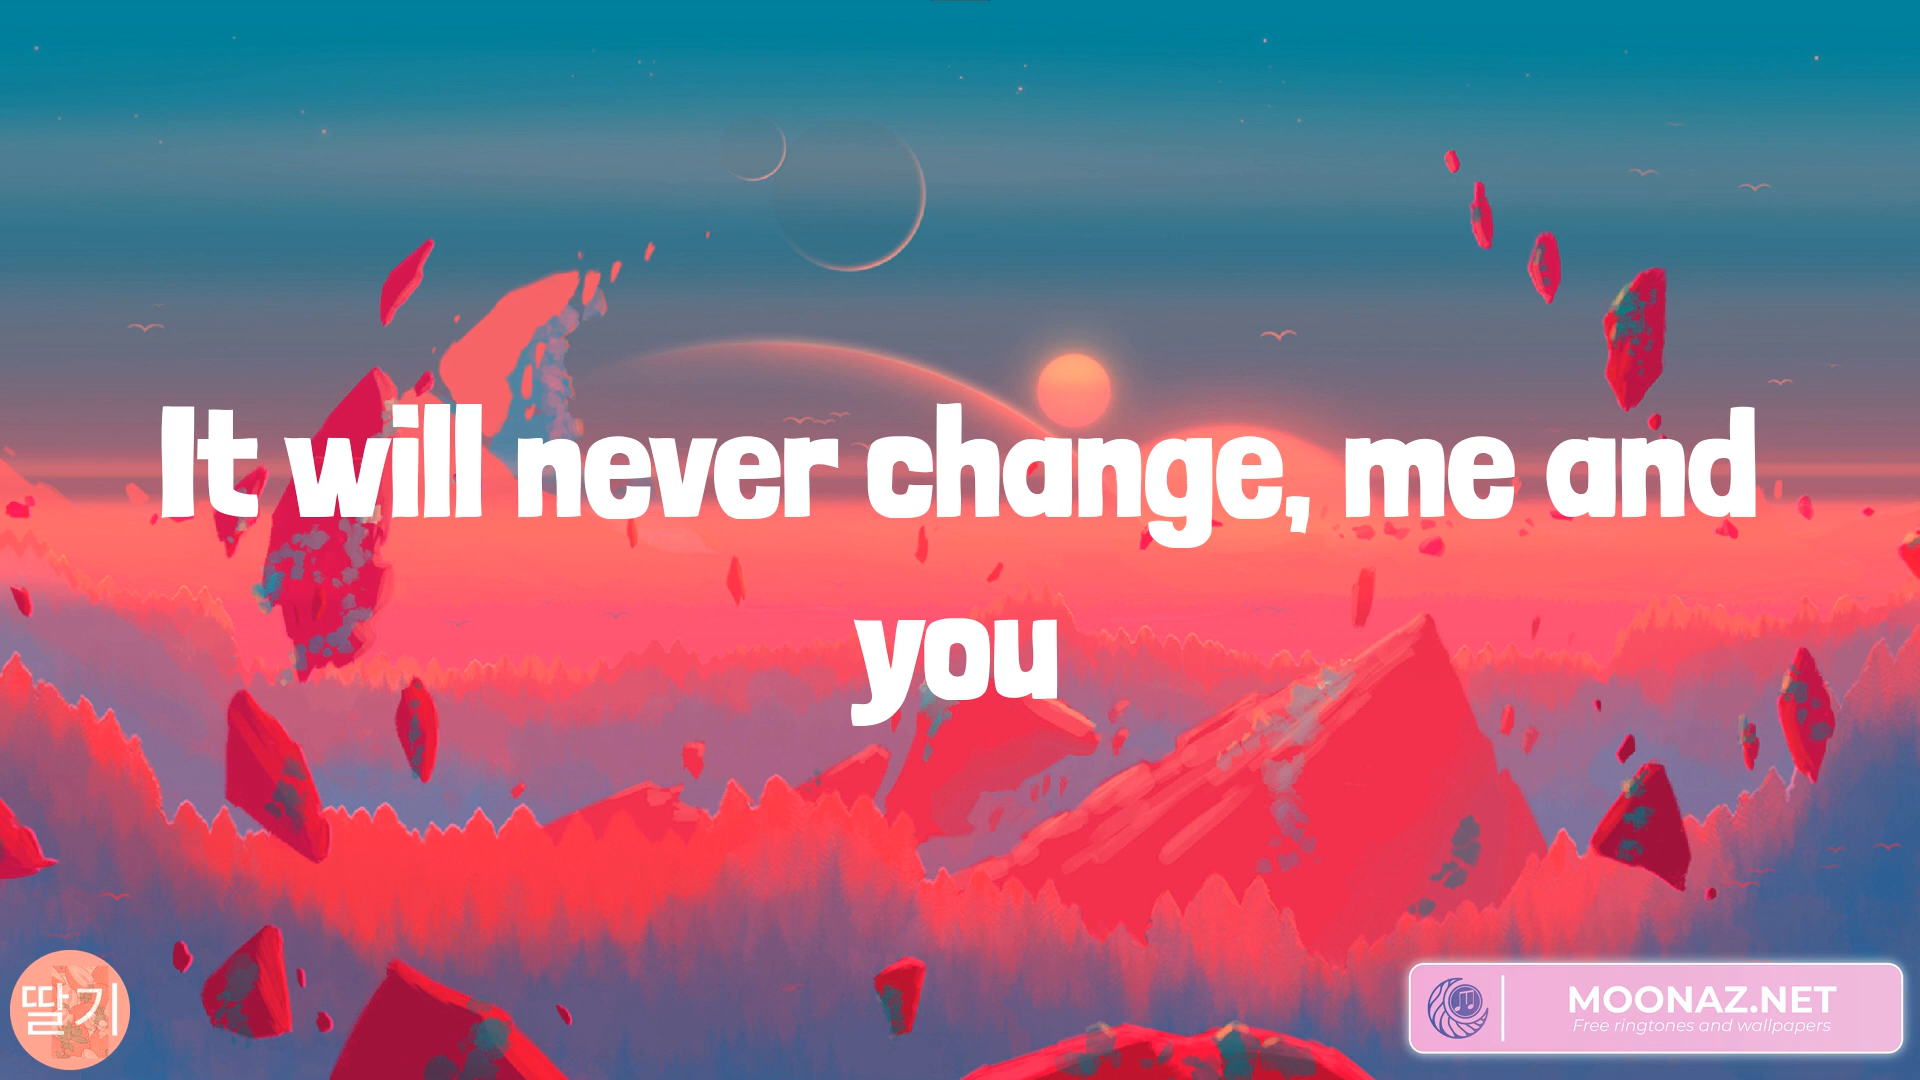 It will never change, me and
you
딸기
MOONAZ.NET
Free ringtones and wallpapers